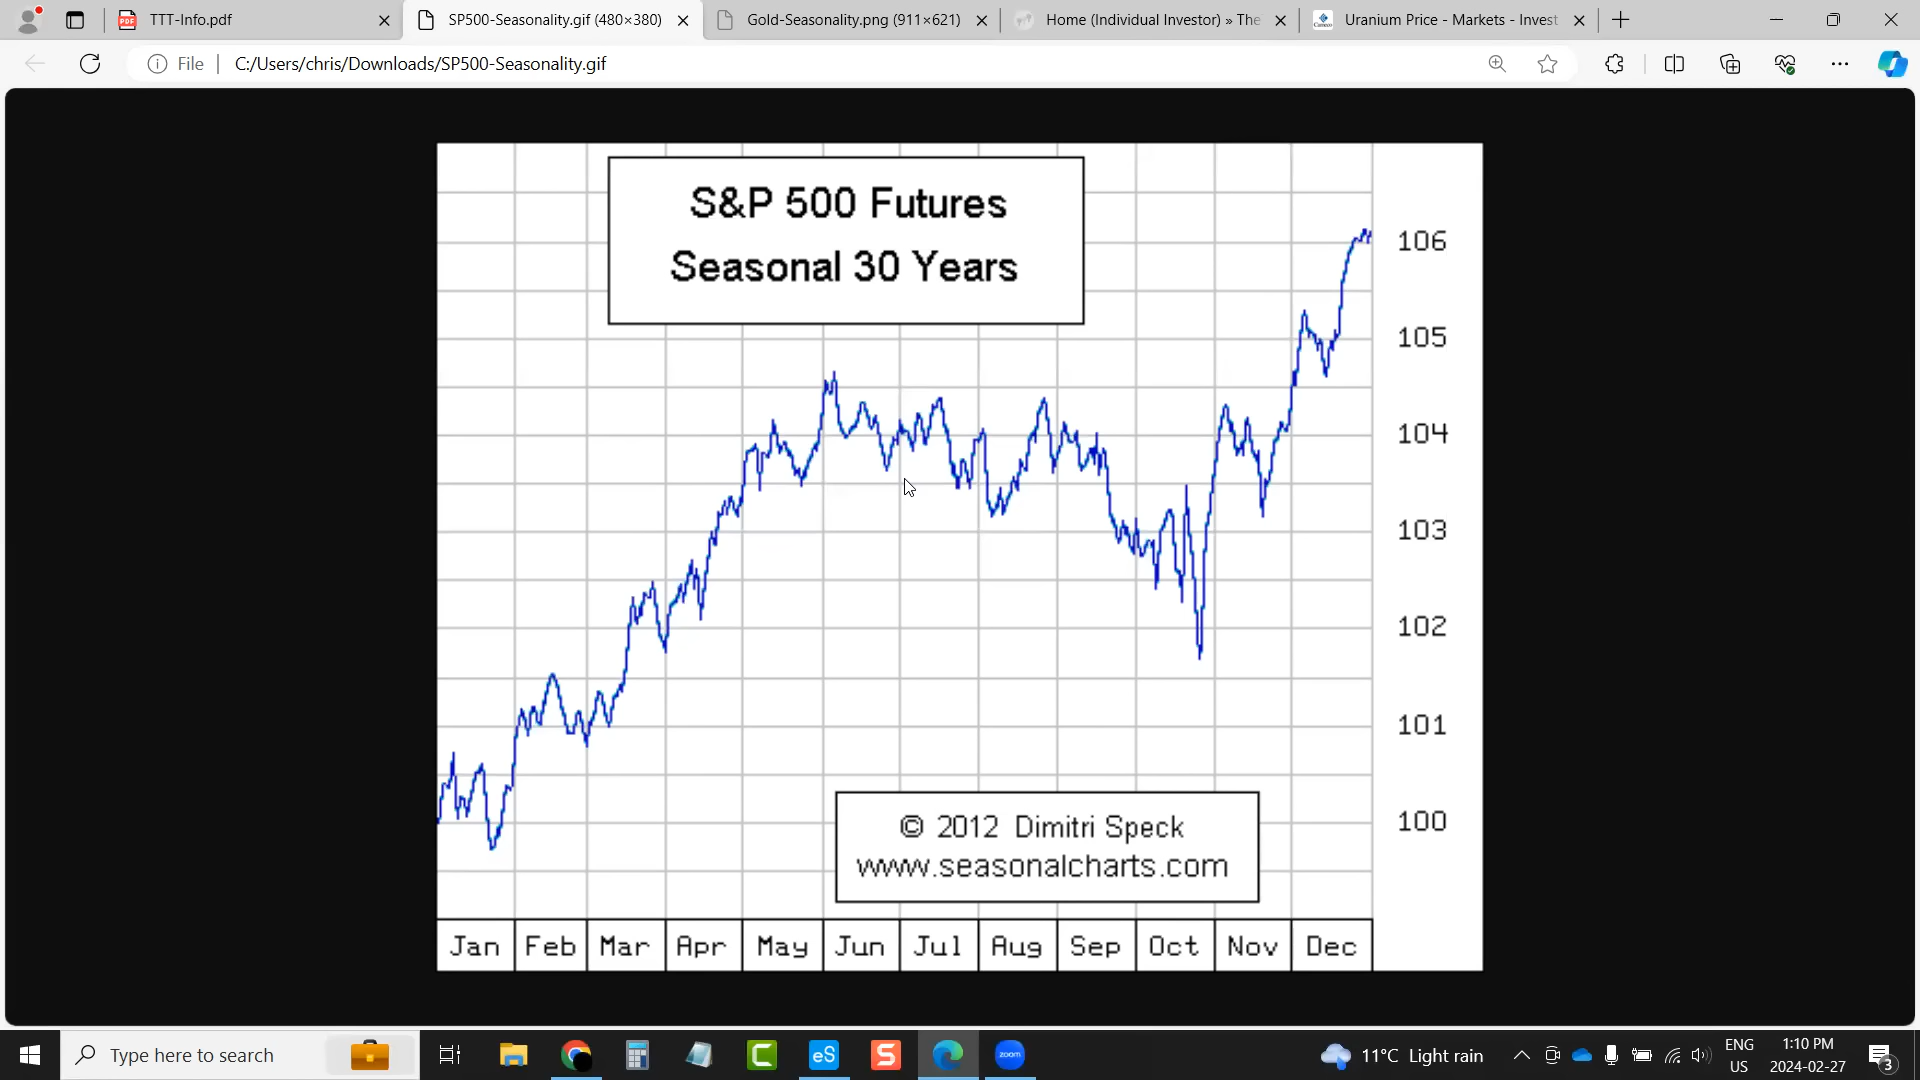 TTT-Info.pdf
SP500-Seasonality.gif (480×380)
Gold-Seasonality.png (911×621)
Home (Individual Investor) » The
Uranium Price - Markets - Invest
File
C:/Users/chris/Downloads/SP500-Seasonality.gif
S&P 500 Futures
Seasonal 30 Years
106
105
104
103
102
101
100
© 2012 Dimitri Speck
www.seasonalcharts.com
Jan Feb Mar Apr May Jun Jul Aug Sep Oct Nov Dec
Type here to search
eS
S
zoom
11°C Light rain
ENG
US
1:10 PM
2024-02-27
3